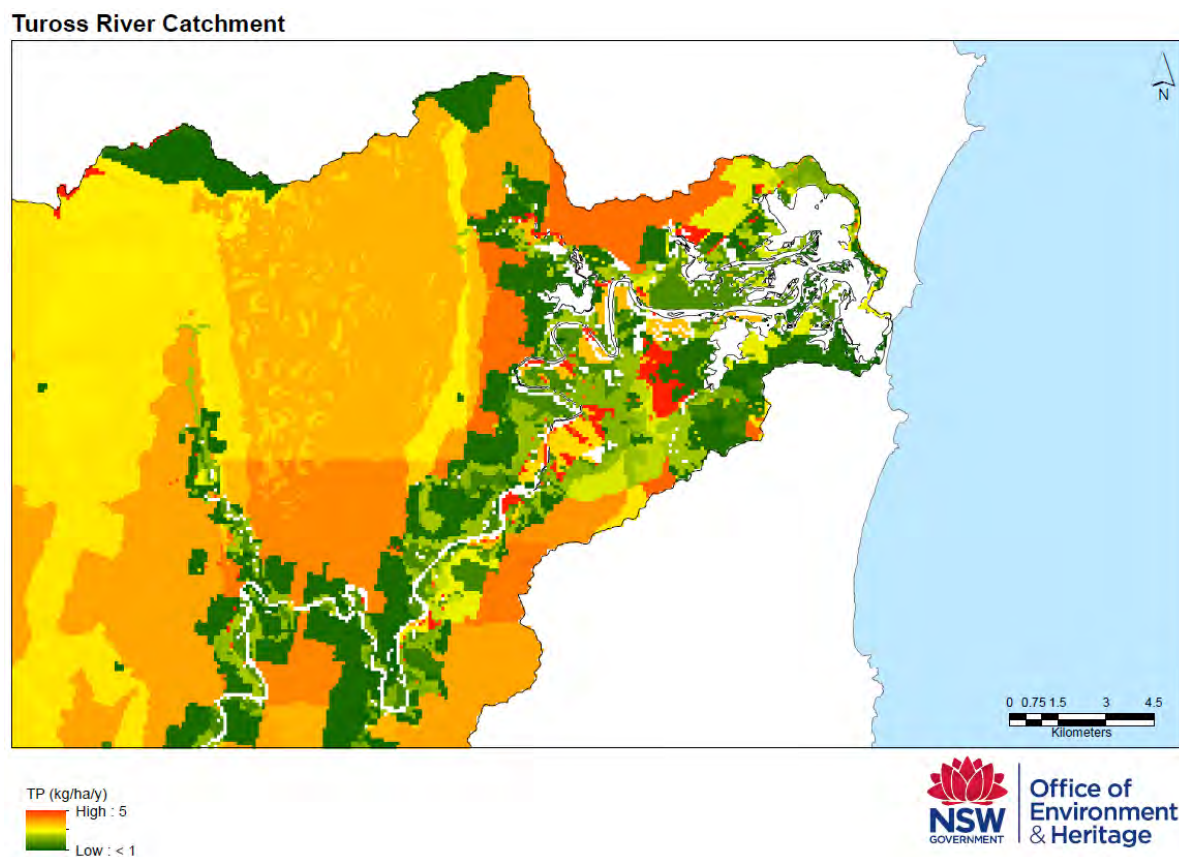 Tuross River Catchment
N
0 0.75 1.5 3 4.5
Kilometers
TP (kg/ha/y)
High : 5
Low : < 1
NSW
GOVERNMENT
Office of
Environment
& Heritage